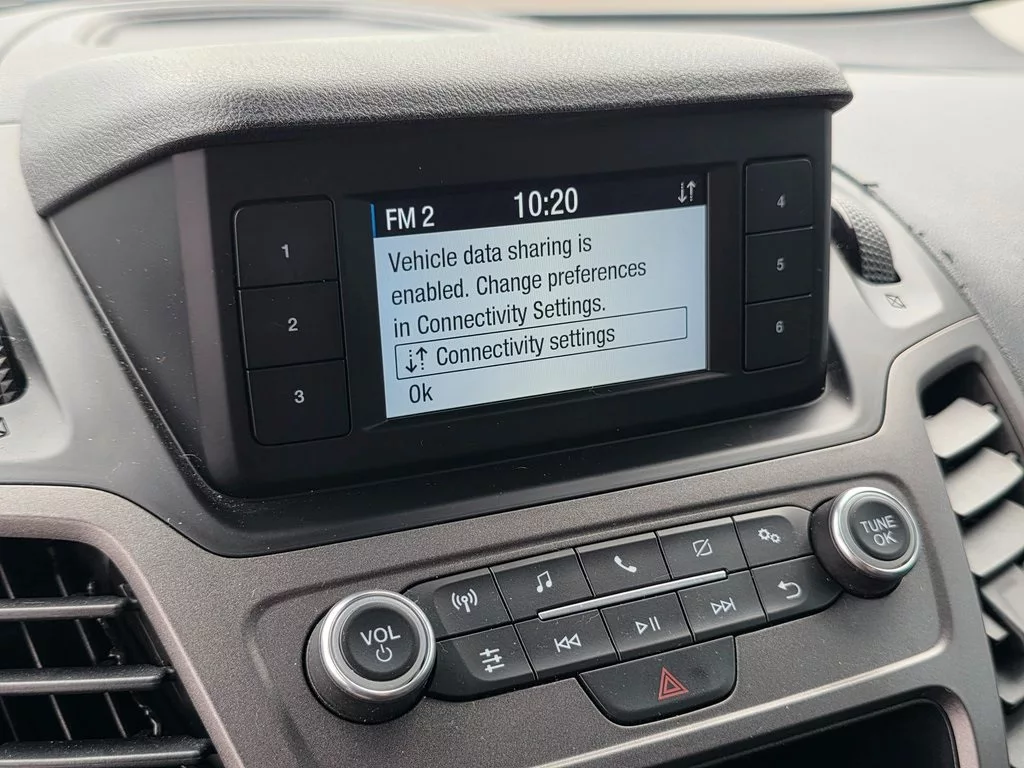 FM 2
10:20
Vehicle data sharing is
enabled. Change preferences
in Connectivity Settings.
Connectivity settings
Ok
1
2
3
4
5
6
VOL
TUNE
OK